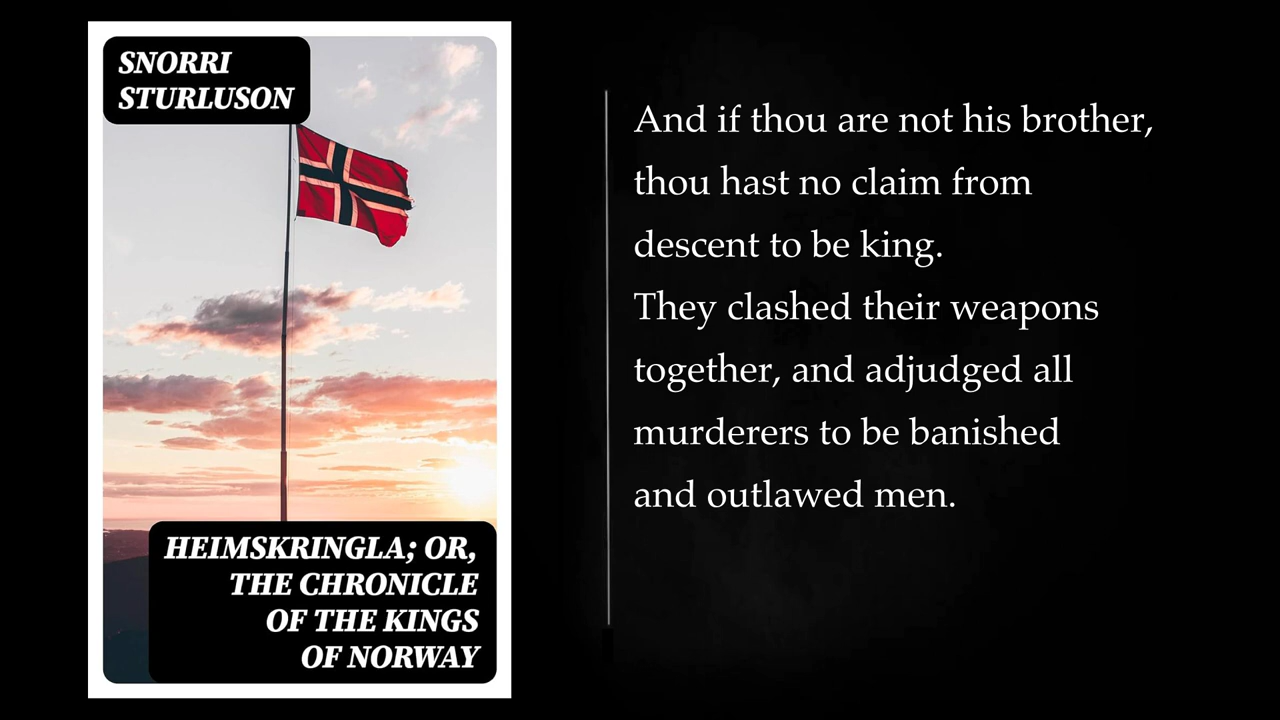 SNORRI
STURLUSON
HEIMSKRINGLA; OR,
THE CHRONICLE
OF THE KINGS
OF NORWAY
And if thou are not his brother,
thou hast no claim from
descent to be king.
They clashed their weapons
together, and adjudged all
murderers to be banished
and outlawed men.